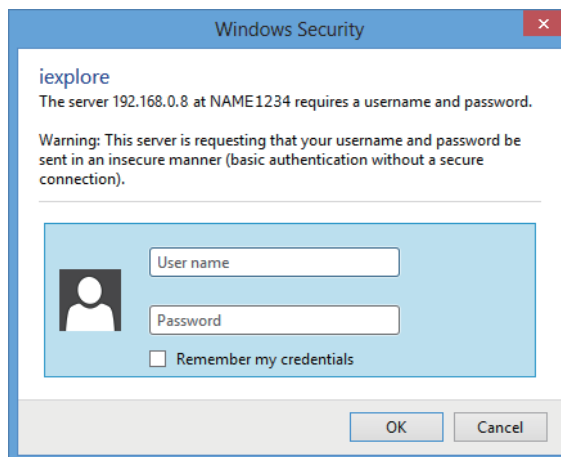 Windows Security
iexplore
The server 192.168.0.8 at NAME1234 requires a username and password.
Warning: This server is requesting that your username and password be
sent in an insecure manner (basic authentication without a secure
connection).
User name
Password
Remember my credentials
OK Cancel